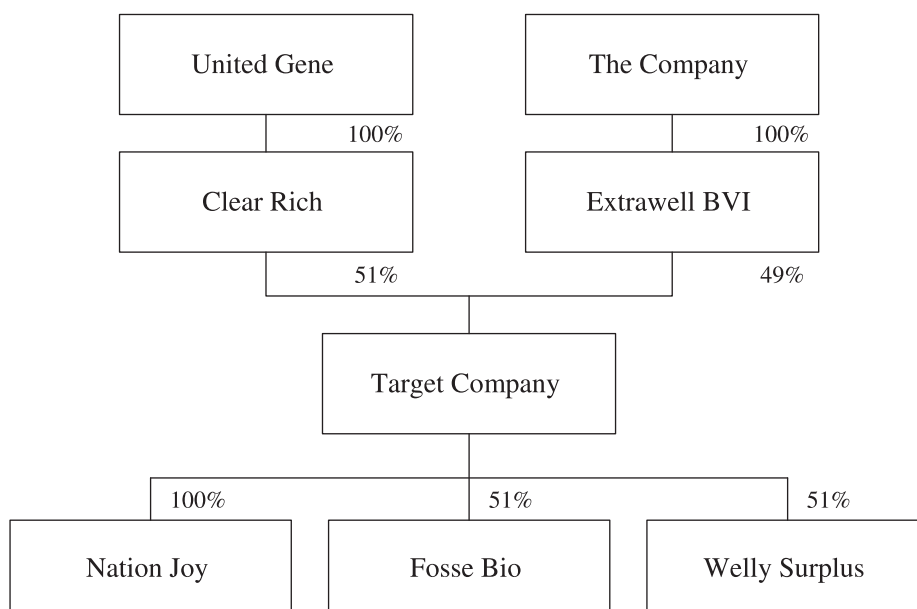 United Gene
The Company
100%
100%
Clear Rich
Extrawell BVI
51%
49%
Target Company
100%
51%
51%
Nation Joy
Fosse Bio
Welly Surplus